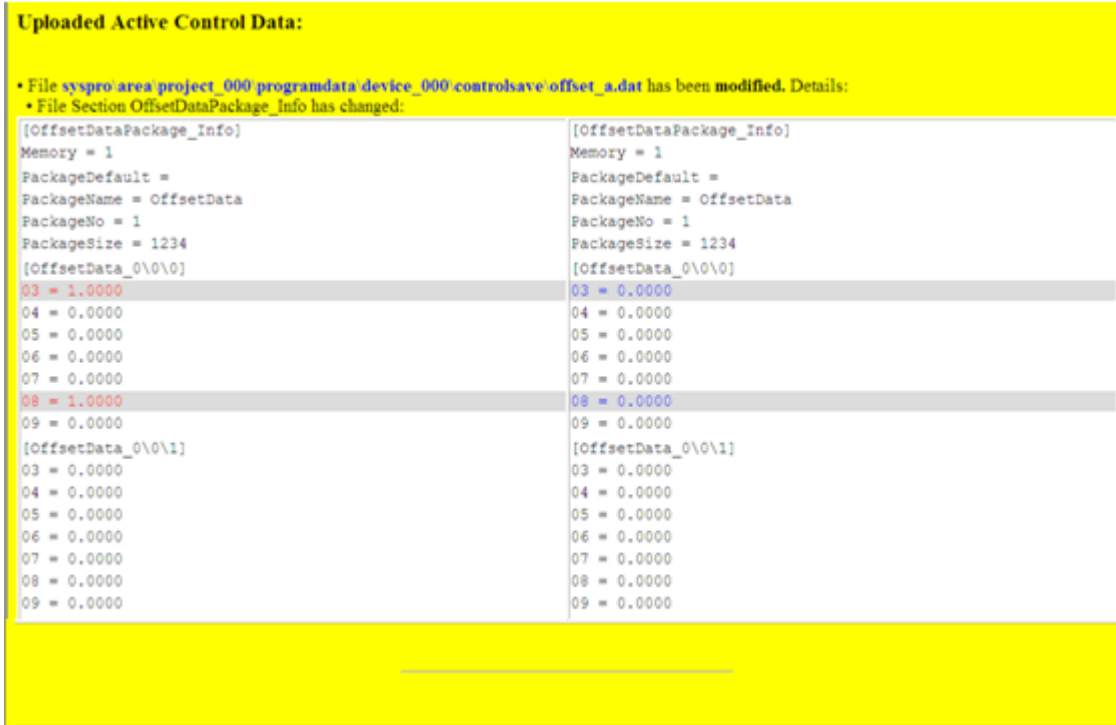 Uploaded Active Control Data:
• File syspro\area\project_000\programdata\device_000\controlsave\offset_a.dat has been modified. Details:
• File Section OffsetDataPackage_Info has changed:
[OffsetDataPackage_Info]
Memory = 1
PackageDefault =
PackageName = OffsetData
PackageNo = 1
PackageSize = 1234
[OffsetData_0\0\0]
03 = 1.0000
04 = 0.0000
05 = 0.0000
06 = 0.0000
07 = 0.0000
08 = 1.0000
09 = 0.0000
[OffsetData_0\0\1]
03 = 0.0000
04 = 0.0000
05 = 0.0000
06 = 0.0000
07 = 0.0000
08 = 0.0000
09 = 0.0000
[OffsetDataPackage_Info]
Memory = 1
PackageDefault =
PackageName = OffsetData
PackageNo = 1
PackageSize = 1234
[OffsetData_0\0\0]
03 = 0.0000
04 = 0.0000
05 = 0.0000
06 = 0.0000
07 = 0.0000
08 = 0.0000
09 = 0.0000
[OffsetData_0\0\1]
03 = 0.0000
04 = 0.0000
05 = 0.0000
06 = 0.0000
07 = 0.0000
08 = 0.0000
09 = 0.0000